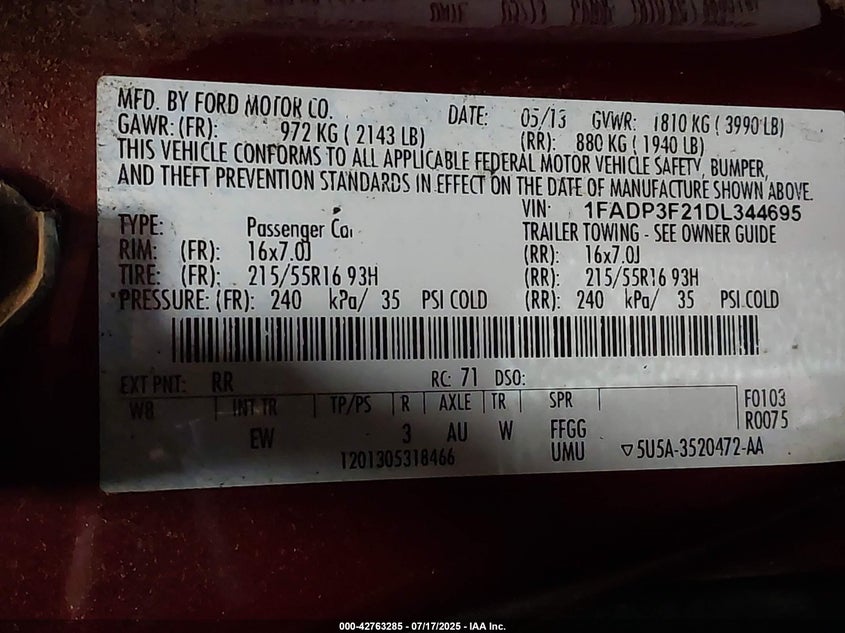 MFD. BY FORD MOTOR CO. DATE: 05/13 GVWR: 1810 KG ( 3990 LB)
GAWR: (FR): 972 KG ( 2143 LB) (RR): 880 KG ( 1940 LB)
THIS VEHICLE CONFORMS TO ALL APPLICABLE FEDERAL MOTOR VEHICLE SAFETY, BUMPER,
AND THEFT PREVENTION STANDARDS IN EFFECT ON THE DATE OF MANUFACTURE SHOWN ABOVE.
VIN: 1FADP3F21DL344695
TYPE: Passenger Car TRAILER TOWING - SEE OWNER GUIDE
RIM: (FR): 16x7.0J (RR): 16x7.0J
TIRE: (FR): 215/55R16 93H (RR): 215/55R16 93H
PRESSURE: (FR): 240 kPa/ 35 PSI COLD (RR): 240 kPa/ 35 PSI.COLD
EXT PNT: RR RC: 71 DSO:
WB INT TR TP/PS R AXLE TR SPR F0103
R0075
EW 3 AU W FFGG
UMU
1201305318466 ▽5U5A-3520472-AA
000-42763285 - 07/17/2025 - IAA Inc.